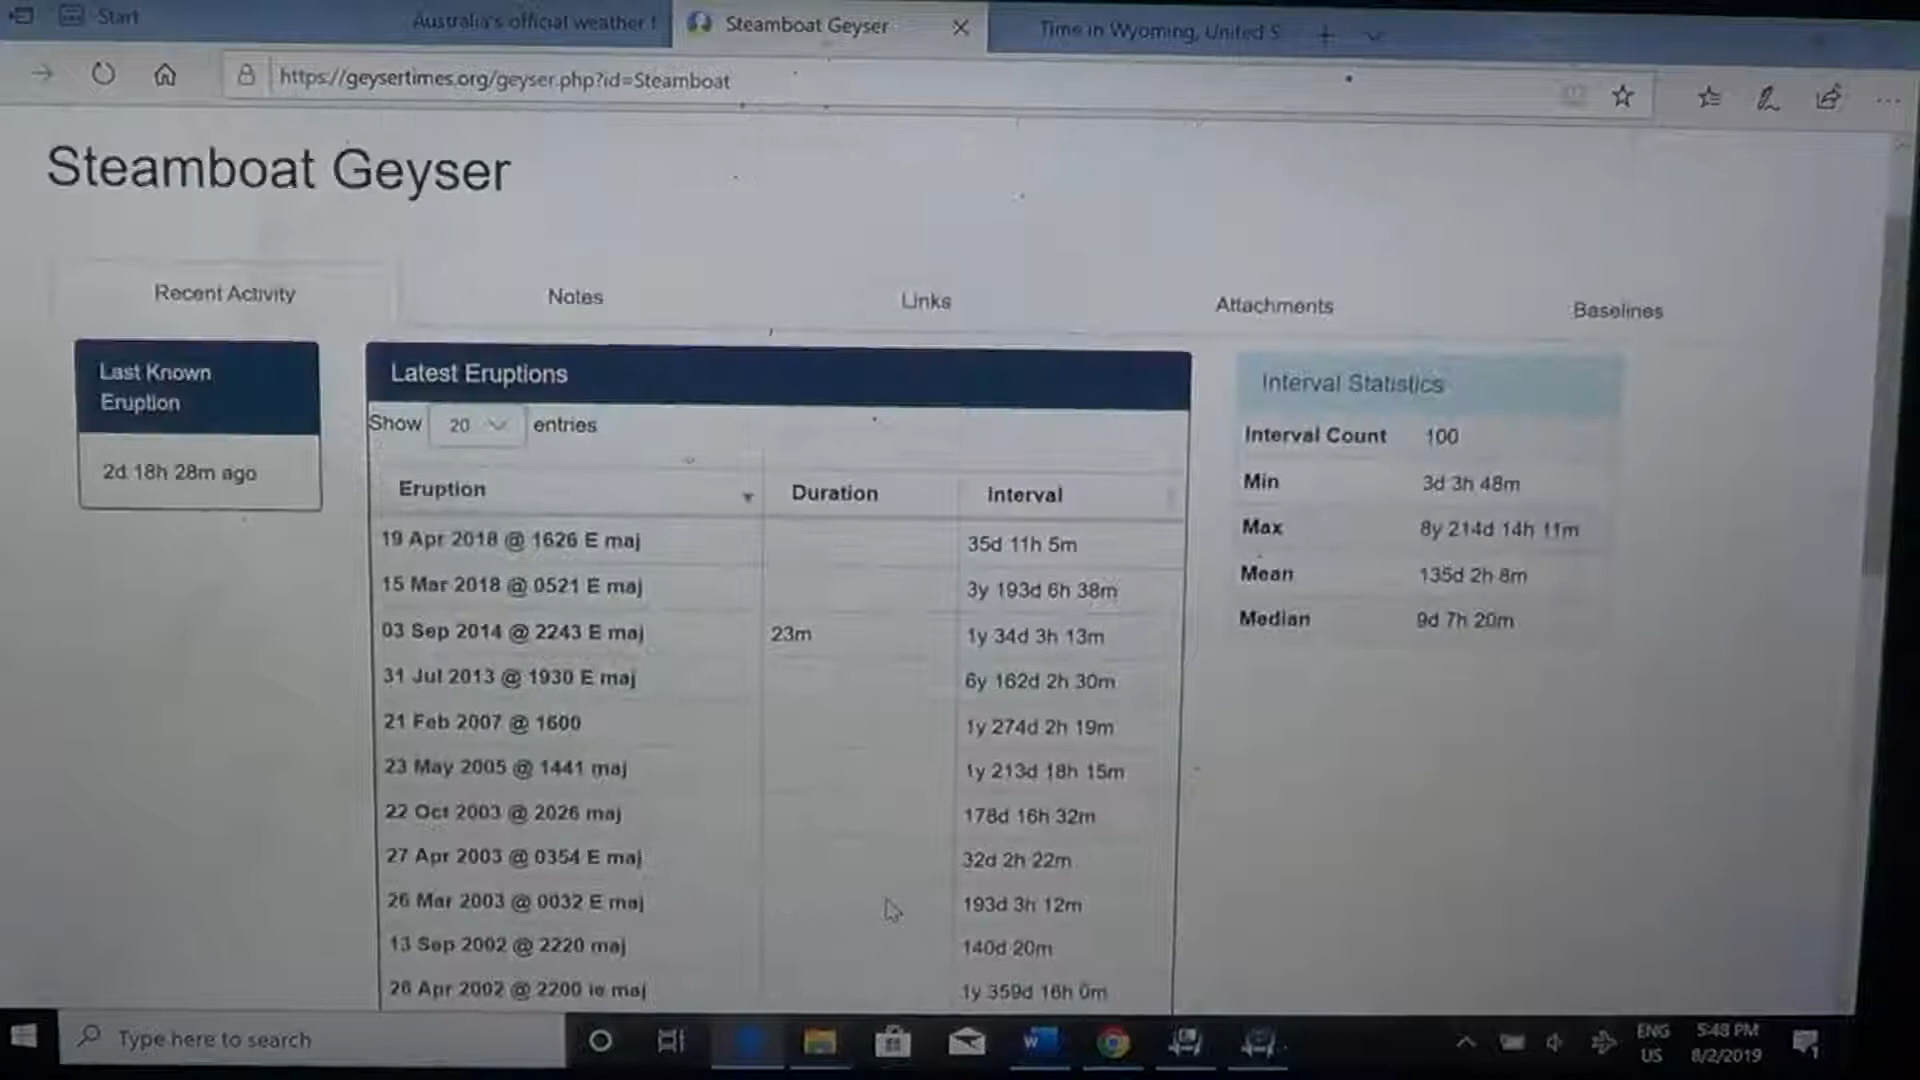 Start
Australia's official weather f
Steamboat Geyser
Time in Wyoming, United S
https://geysertimes.org/geyser.php?id=Steamboat
Steamboat Geyser
Recent Activity
Notes
Links
Attachments
Baselines
Last Known
Eruption
2d 18h 28m ago
Latest Eruptions
Show 20 entries
Eruption Duration Interval
19 Apr 2018 @ 1626 E maj 35d 11h 5m
15 Mar 2018 @ 0521 E maj 3y 193d 6h 38m
03 Sep 2014 @ 2243 E maj 23m 1y 34d 3h 13m
31 Jul 2013 @ 1930 E maj 6y 162d 2h 30m
21 Feb 2007 @ 1600 1y 274d 2h 19m
23 May 2005 @ 1441 maj 1y 213d 18h 15m
22 Oct 2003 @ 2026 maj 178d 16h 32m
27 Apr 2003 @ 0354 E maj 32d 2h 22m
26 Mar 2003 @ 0032 E maj 193d 3h 12m
13 Sep 2002 @ 2220 maj 140d 20m
26 Apr 2002 @ 2200 ie maj 1y 359d 16h 0m
Interval Statistics
Interval Count 100
Min 3d 3h 48m
Max 8y 214d 14h 11m
Mean 135d 2h 8m
Median 9d 7h 20m
Type here to search
W
ENG
US
5:48 PM
8/2/2019
1